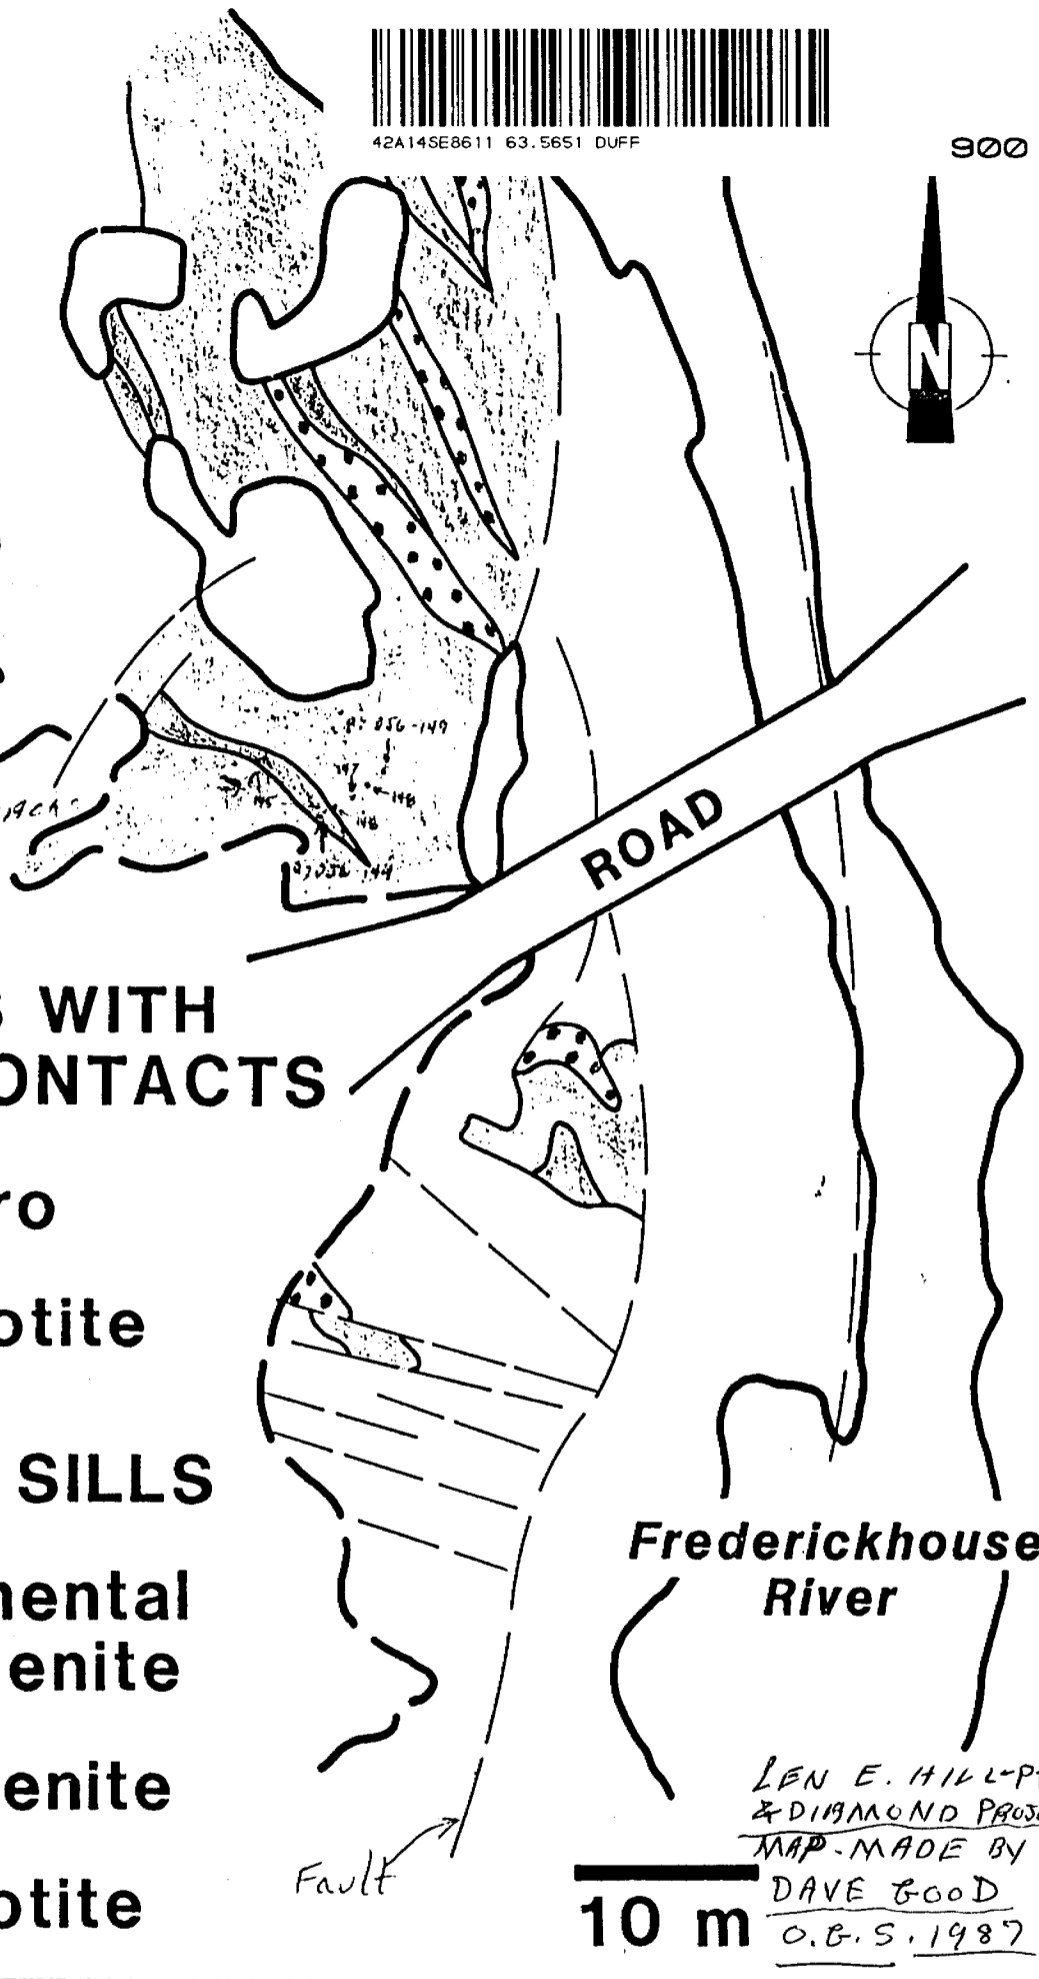 42A14SE8611 63.5651 DUFF
900
N
ROAD
WITH
ONTACTS
ro
otite
SILLS
Frederickhouse
River
mental
enite
enite
otite
Fault
10 m
LEN E. HILL-P
& DIAMOND PROJ
MAP-MADE BY
DAVE GOOD
O.G.S. 1987